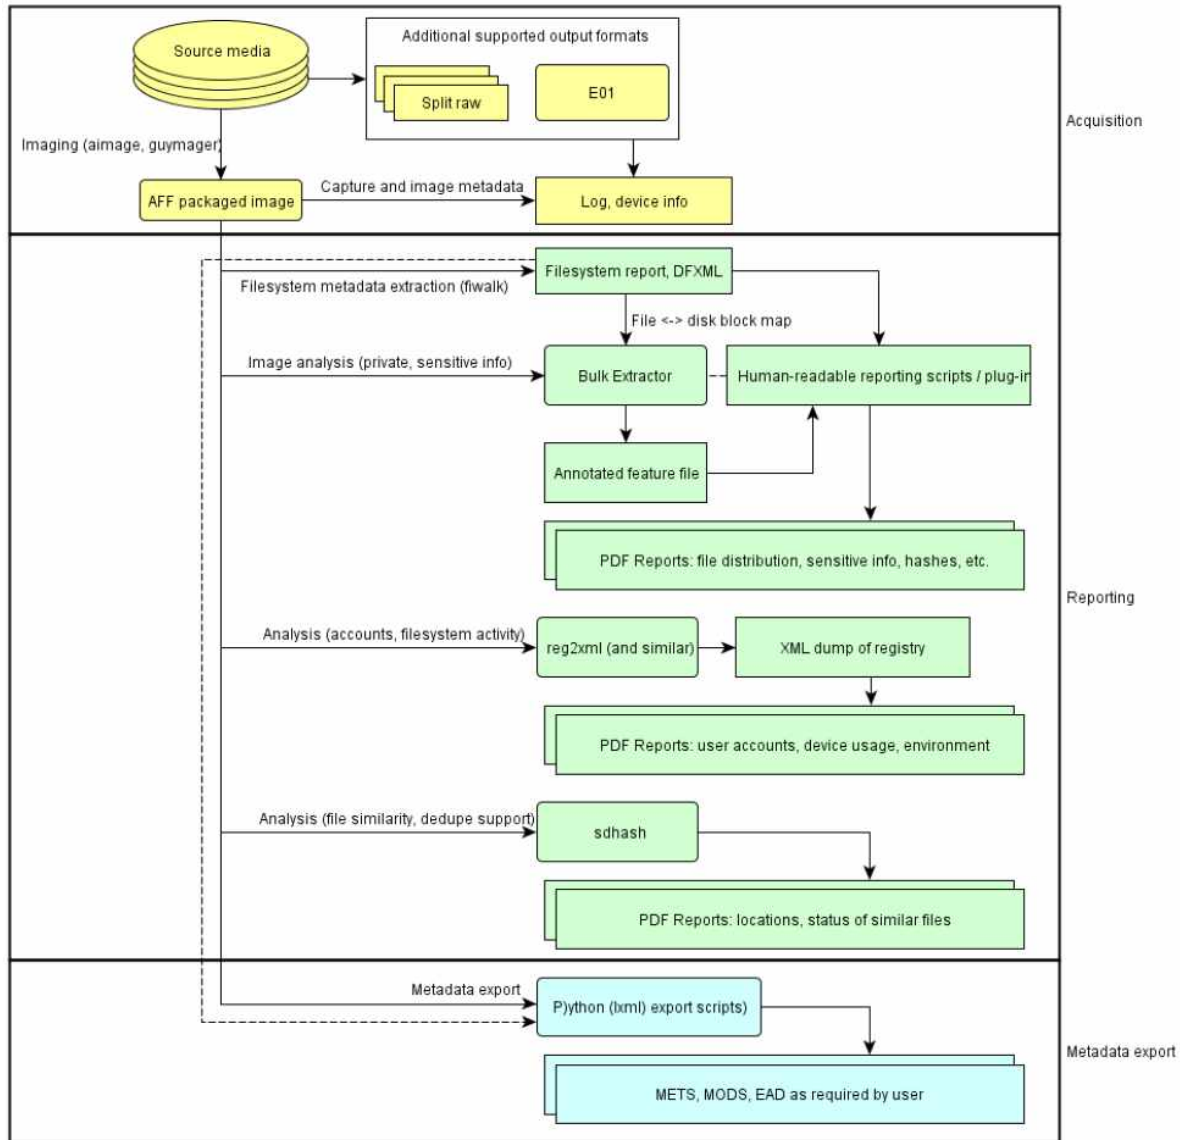 Source media
Additional supported output formats
Split raw
E01
Acquisition
Imaging (aimage, guymager)
AFF packaged image
Capture and image metadata
Log, device info
Filesystem report, DFXML
Filesystem metadata extraction (fiwalk)
File <-> disk block map
Image analysis (private, sensitive info)
Bulk Extractor
Human-readable reporting scripts / plug-in
Annotated feature file
PDF Reports: file distribution, sensitive info, hashes, etc.
Reporting
Analysis (accounts, filesystem activity)
reg2xml (and similar)
XML dump of registry
PDF Reports: user accounts, device usage, environment
Analysis (file similarity, dedupe support)
sdhash
PDF Reports: locations, status of similar files
Metadata export
P)ython (lxml) export scripts)
Metadata export
METS, MODS, EAD as required by user